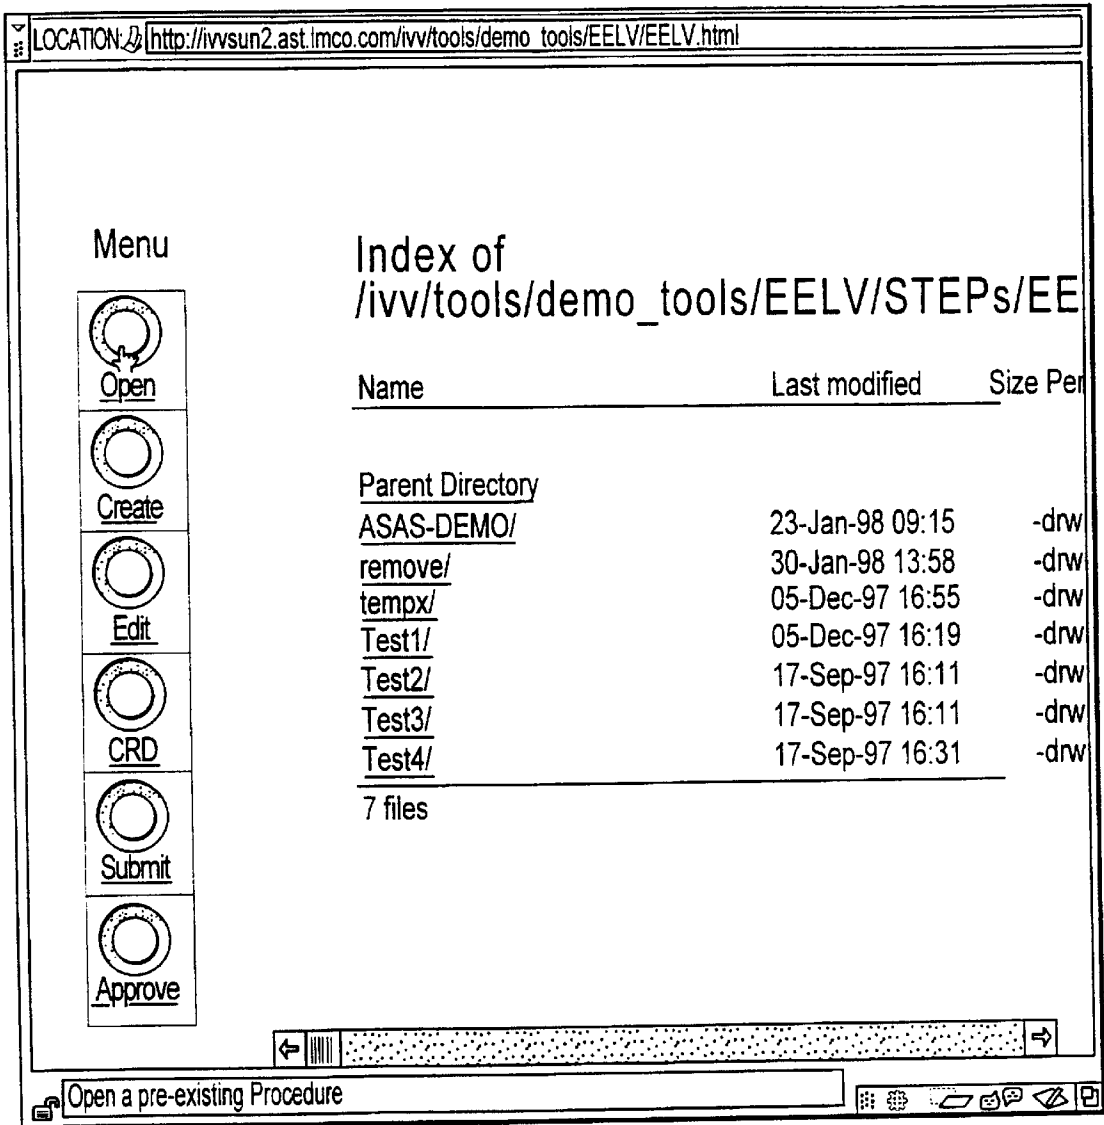 LOCATION: http://ivvsun2.ast.lmco.com/ivv/tools/demo_tools/EELV/EELV.html
Menu
Open
Create
Edit
CRD
Submit
Approve
Index of
/ivv/tools/demo_tools/EELV/STEPs/EE
Name Last modified Size Per
Parent Directory
ASAS-DEMO/ 23-Jan-98 09:15 -drw
remove/ 30-Jan-98 13:58 -drw
tempx/ 05-Dec-97 16:55 -drw
Test1/ 05-Dec-97 16:19 -drw
Test2/ 17-Sep-97 16:11 -drw
Test3/ 17-Sep-97 16:11 -drw
Test4/ 17-Sep-97 16:31 -drw
7 files
Open a pre-existing Procedure